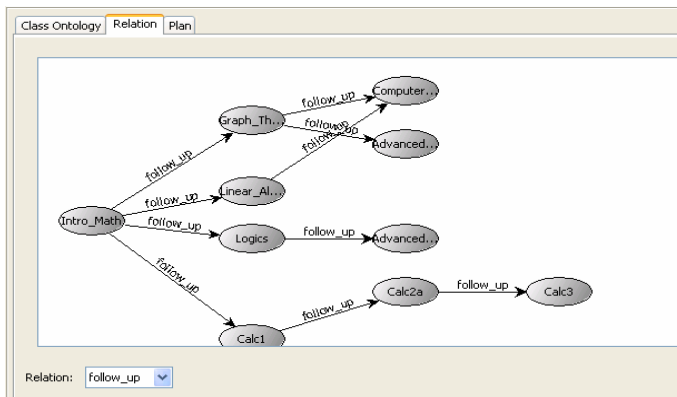 Class Ontology Relation Plan
Computer...
follow_up
Graph_Th...
follow_up
follow_up
Advanced...
follow_up
Linear_Al...
follow_up
Intro_Math
follow_up
Logics
follow_up
Advanced...
follow_up
Calc2a
follow_up
Calc3
follow_up
Calc1
Relation: follow_up